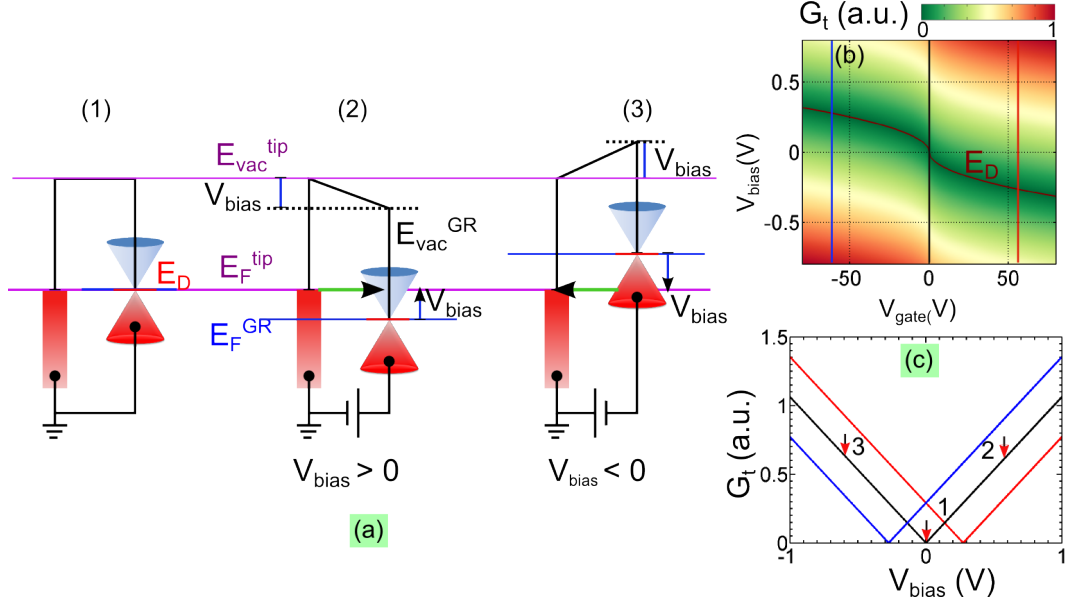 (1)
(2)
(3)
E_vac^tip
V_bias
V_bias
E_vac^GR
E_D
E_F^tip
V_bias
V_bias
E_F^GR
V_bias > 0
V_bias < 0
(a)
G_t (a.u.)
0
1
(b)
0.5
0
-0.5
V_bias(V)
E_D
-50
0
50
V_gate(V)
1.5
1
0.5
0
G_t (a.u.)
(c)
3
2
1
-1
0
1
V_bias (V)